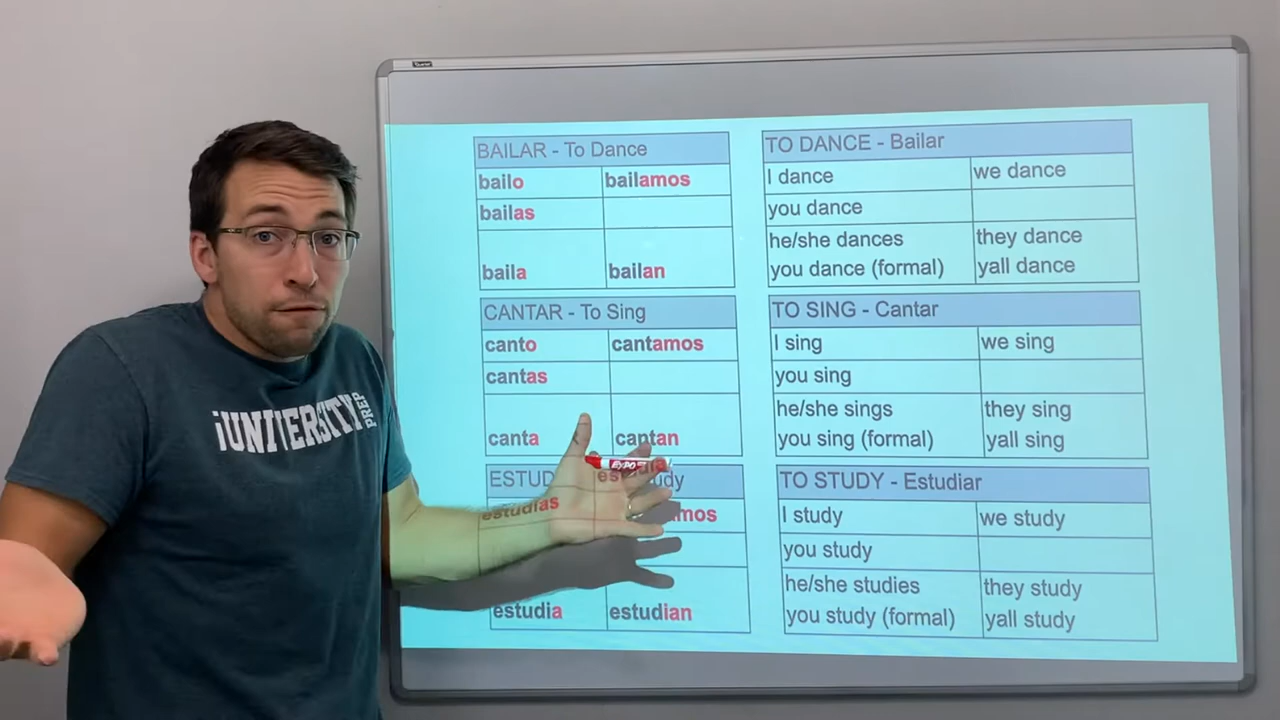 iUNIVERSITY
PREP
BAILAR - To Dance
bailo bailamos
bailas
baila bailan
CANTAR - To Sing
canto cantamos
cantas
canta cantan
EXPO
estudias
estudia estudian
TO DANCE - Bailar
I dance we dance
you dance
he/she dances they dance
you dance (formal) yall dance
TO SING - Cantar
I sing we sing
you sing
he/she sings they sing
you sing (formal) yall sing
TO STUDY - Estudiar
I study we study
you study
he/she studies they study
you study (formal) yall study